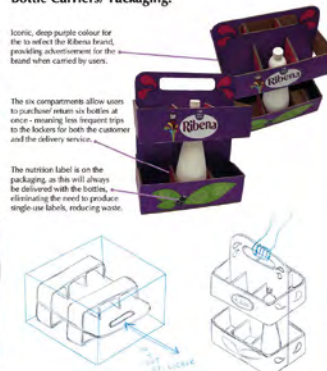 Bottle Carriers/ Packaging:
Iconic, deep purple colour for
the to reflect the Ribena brand,
providing advertisement for the
brand when carried by users.
The six compartments allow users
to purchase/ return six bottles at
once - meaning less frequent trips
to the lockers for both the customer
and the delivery service.
The nutrition label is on the
packaging, as this will always
be delivered with the bottles,
eliminating the need to produce
single-use labels, reducing waste.
Ribena
Ribena